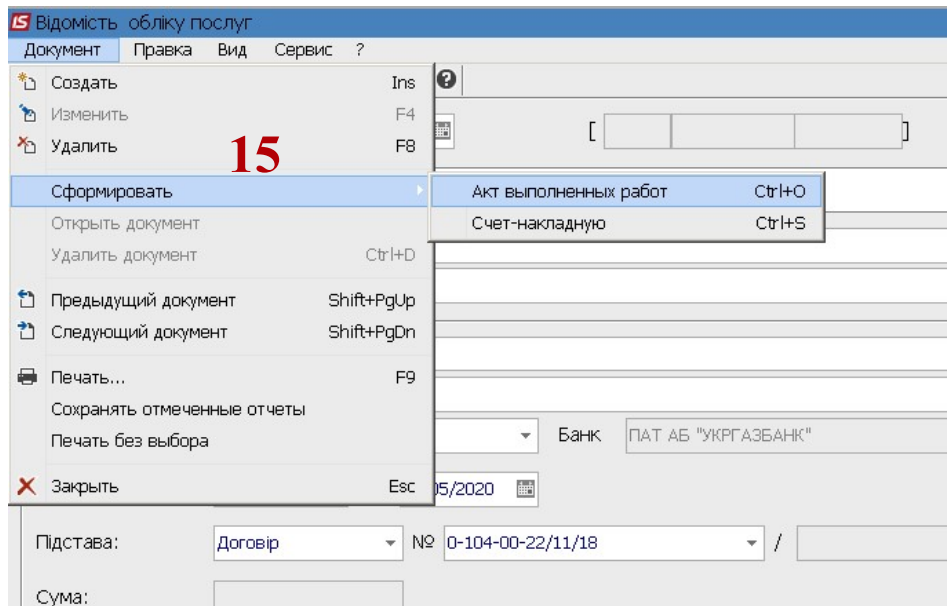 IS Відомість обліку послуг
Документ Правка Вид Сервис ?
Создать Ins
Изменить F4
[ ]
Удалить F8
15
Сформировать Акт выполненных работ Ctrl+O
Открыть документ Счет-накладную Ctrl+S
Удалить документ Ctrl+D
Предыдущий документ Shift+PgUp
Следующий документ Shift+PgDn
Печать... F9
Сохранять отмеченные отчеты
Печать без выбора Банк ПАТ АБ "УКРГАЗБАНК"
Закрыть Esc 05/2020
Підстава: Договір № 0-104-00-22/11/18 /
Сума: